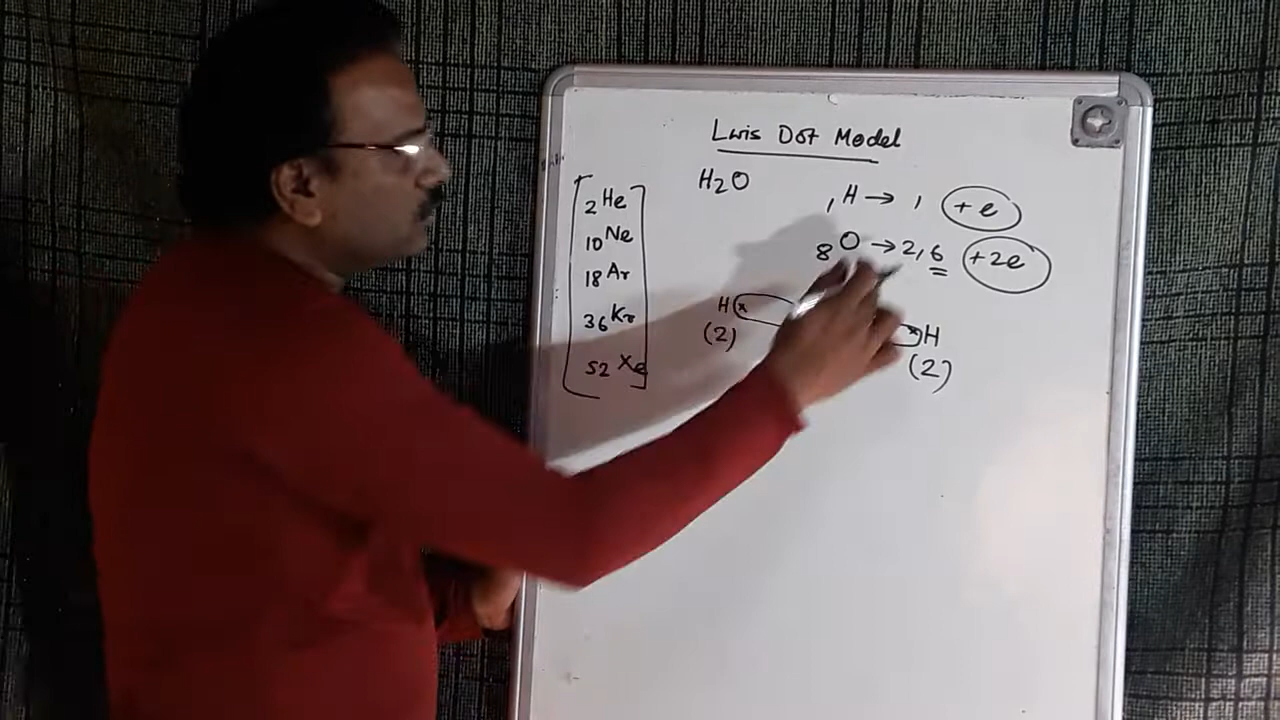 Lwis Dot Model
H2O
1H → 1 +e
8O → 2,6 +2e
2He
10Ne
18Ar
36Kr
52Xe
H x
x H
(2)
(2)